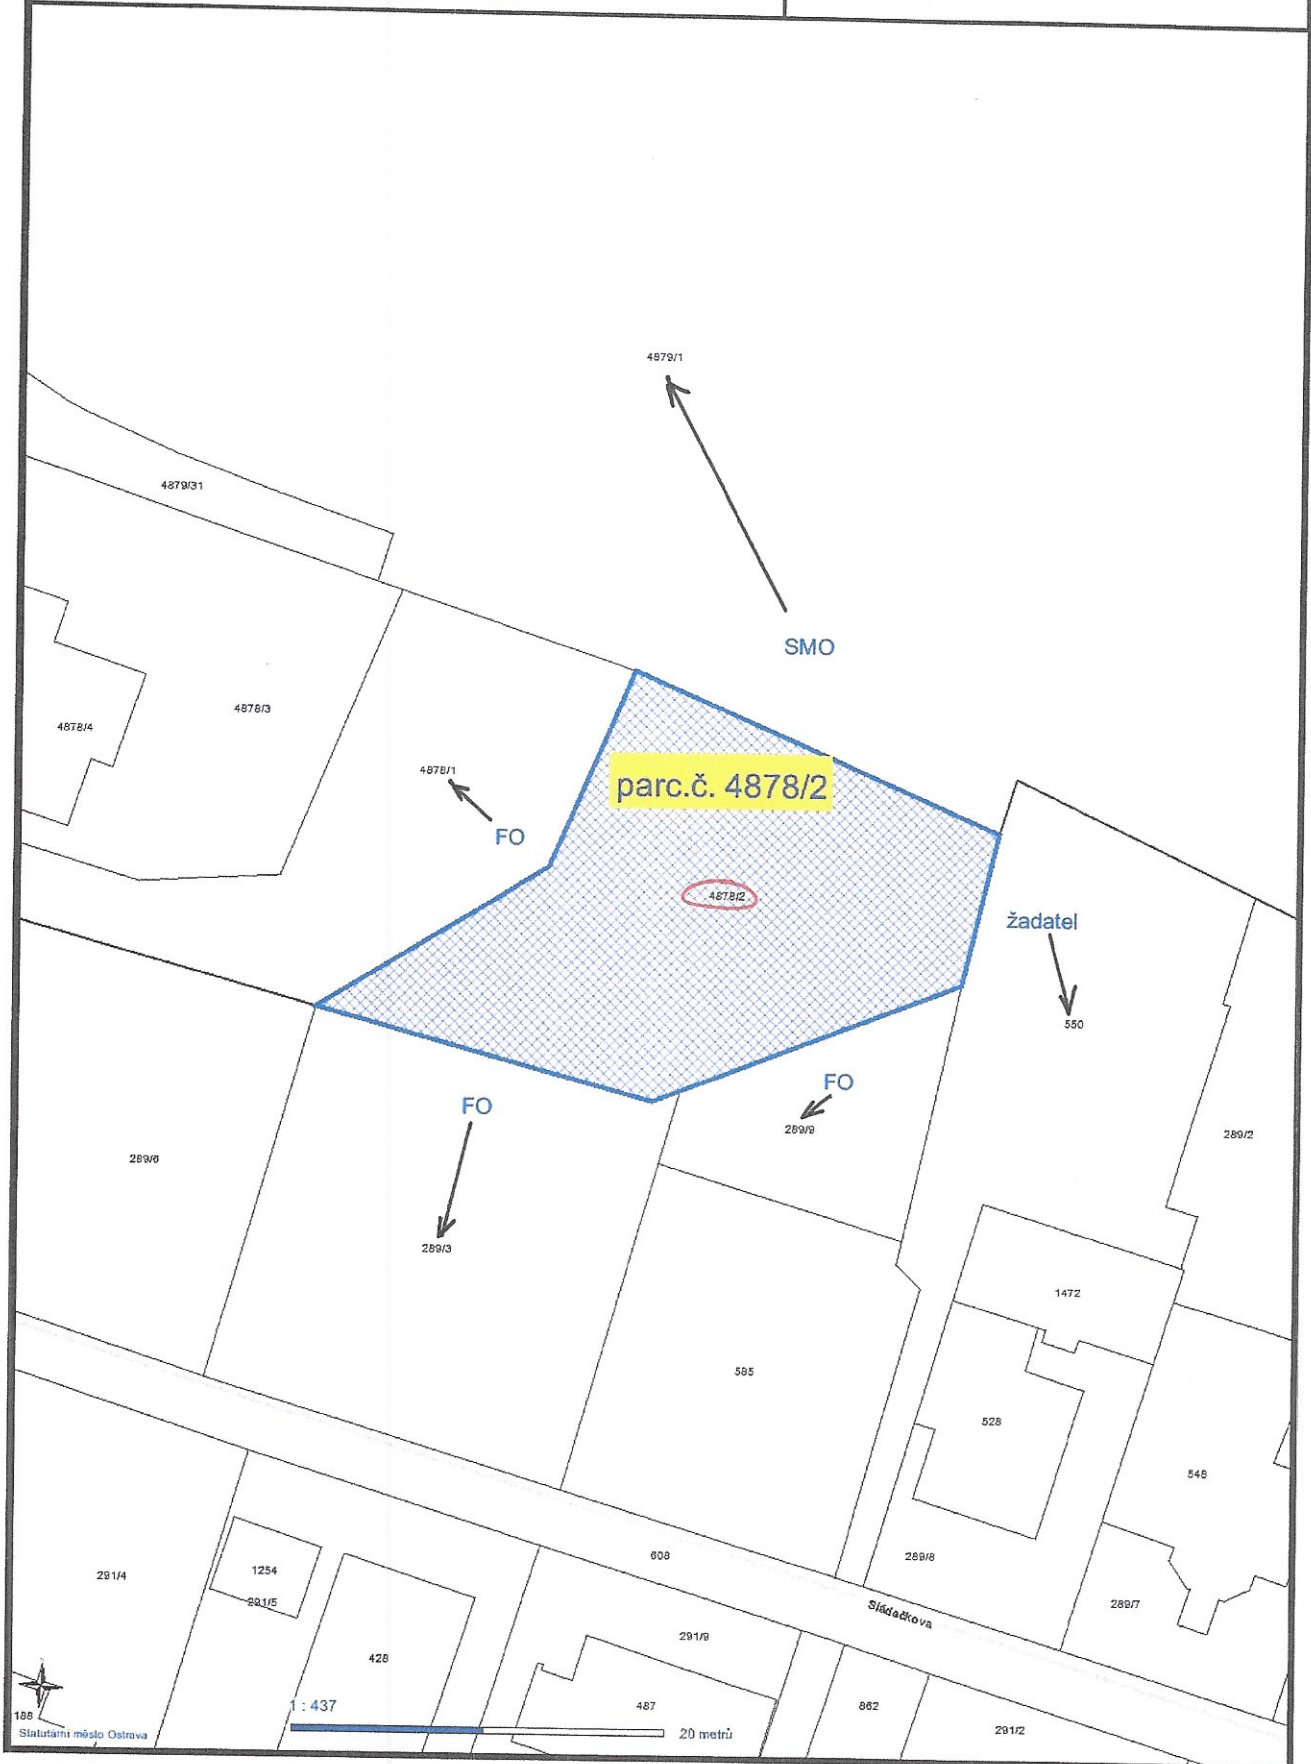 4879/1
4879/31
SMO
4878/3
4878/4
4878/1
parc.č. 4878/2
FO
4878/2
žadatel
550
FO
FO
289/9
289/2
289/6
289/3
1472
585
528
548
608
289/8
291/4
1254
291/5
Sládačkova
289/7
291/9
428
1 : 437
487
862
188
291/2
20 metrů
Statutární město Ostrava